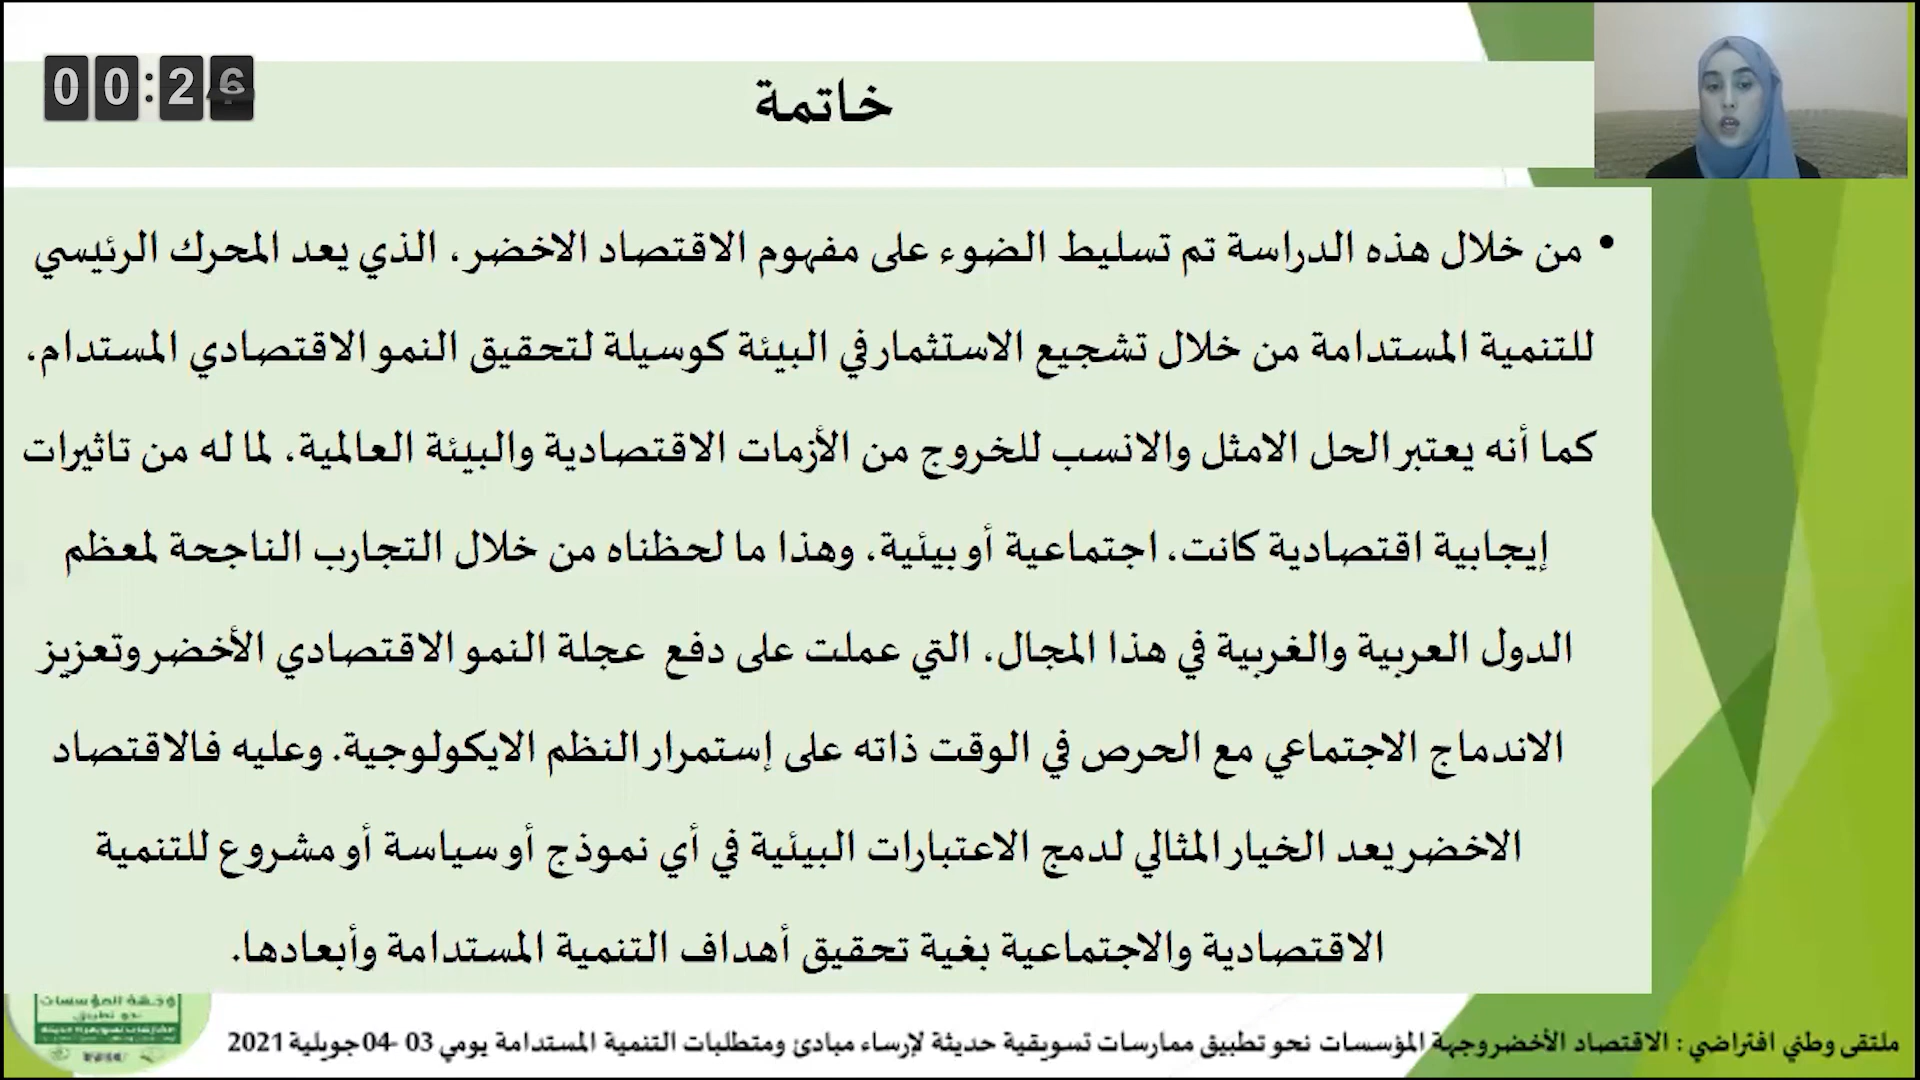 00:26
خاتمة
• من خلال هذه الدراسة تم تسليط الضوء على مفهوم الاقتصاد الاخضر، الذي يعد المحرك الرئيسي
للتنمية المستدامة من خلال تشجيع الاستثمار في البيئة كوسيلة لتحقيق النمو الاقتصادي المستدام،
كما أنه يعتبر الحل الامثل والانسب للخروج من الأزمات الاقتصادية والبيئة العالمية، لما له من تاثيرات
إيجابية اقتصادية كانت، اجتماعية أو بيئية، وهذا ما لحظناه من خلال التجارب الناجحة لمعظم
الدول العربية والغربية في هذا المجال، التي عملت على دفع عجلة النمو الاقتصادي الأخضر وتعزيز
الاندماج الاجتماعي مع الحرص في الوقت ذاته على إستمرار النظم الايكولوجية. وعليه فالاقتصاد
الاخضر يعد الخيار المثالي لدمج الاعتبارات البيئية في أي نموذج أو سياسة أو مشروع للتنمية
الاقتصادية والاجتماعية بغية تحقيق أهداف التنمية المستدامة وأبعادها.
وجهة المؤسسات
نحو تطبيق
ملتقى وطني افتراضي : الاقتصاد الأخضر وجهة المؤسسات نحو تطبيق ممارسات تسويقية حديثة لإرساء مبادئ ومتطلبات التنمية المستدامة يومي 03 -04 جويلية 2021